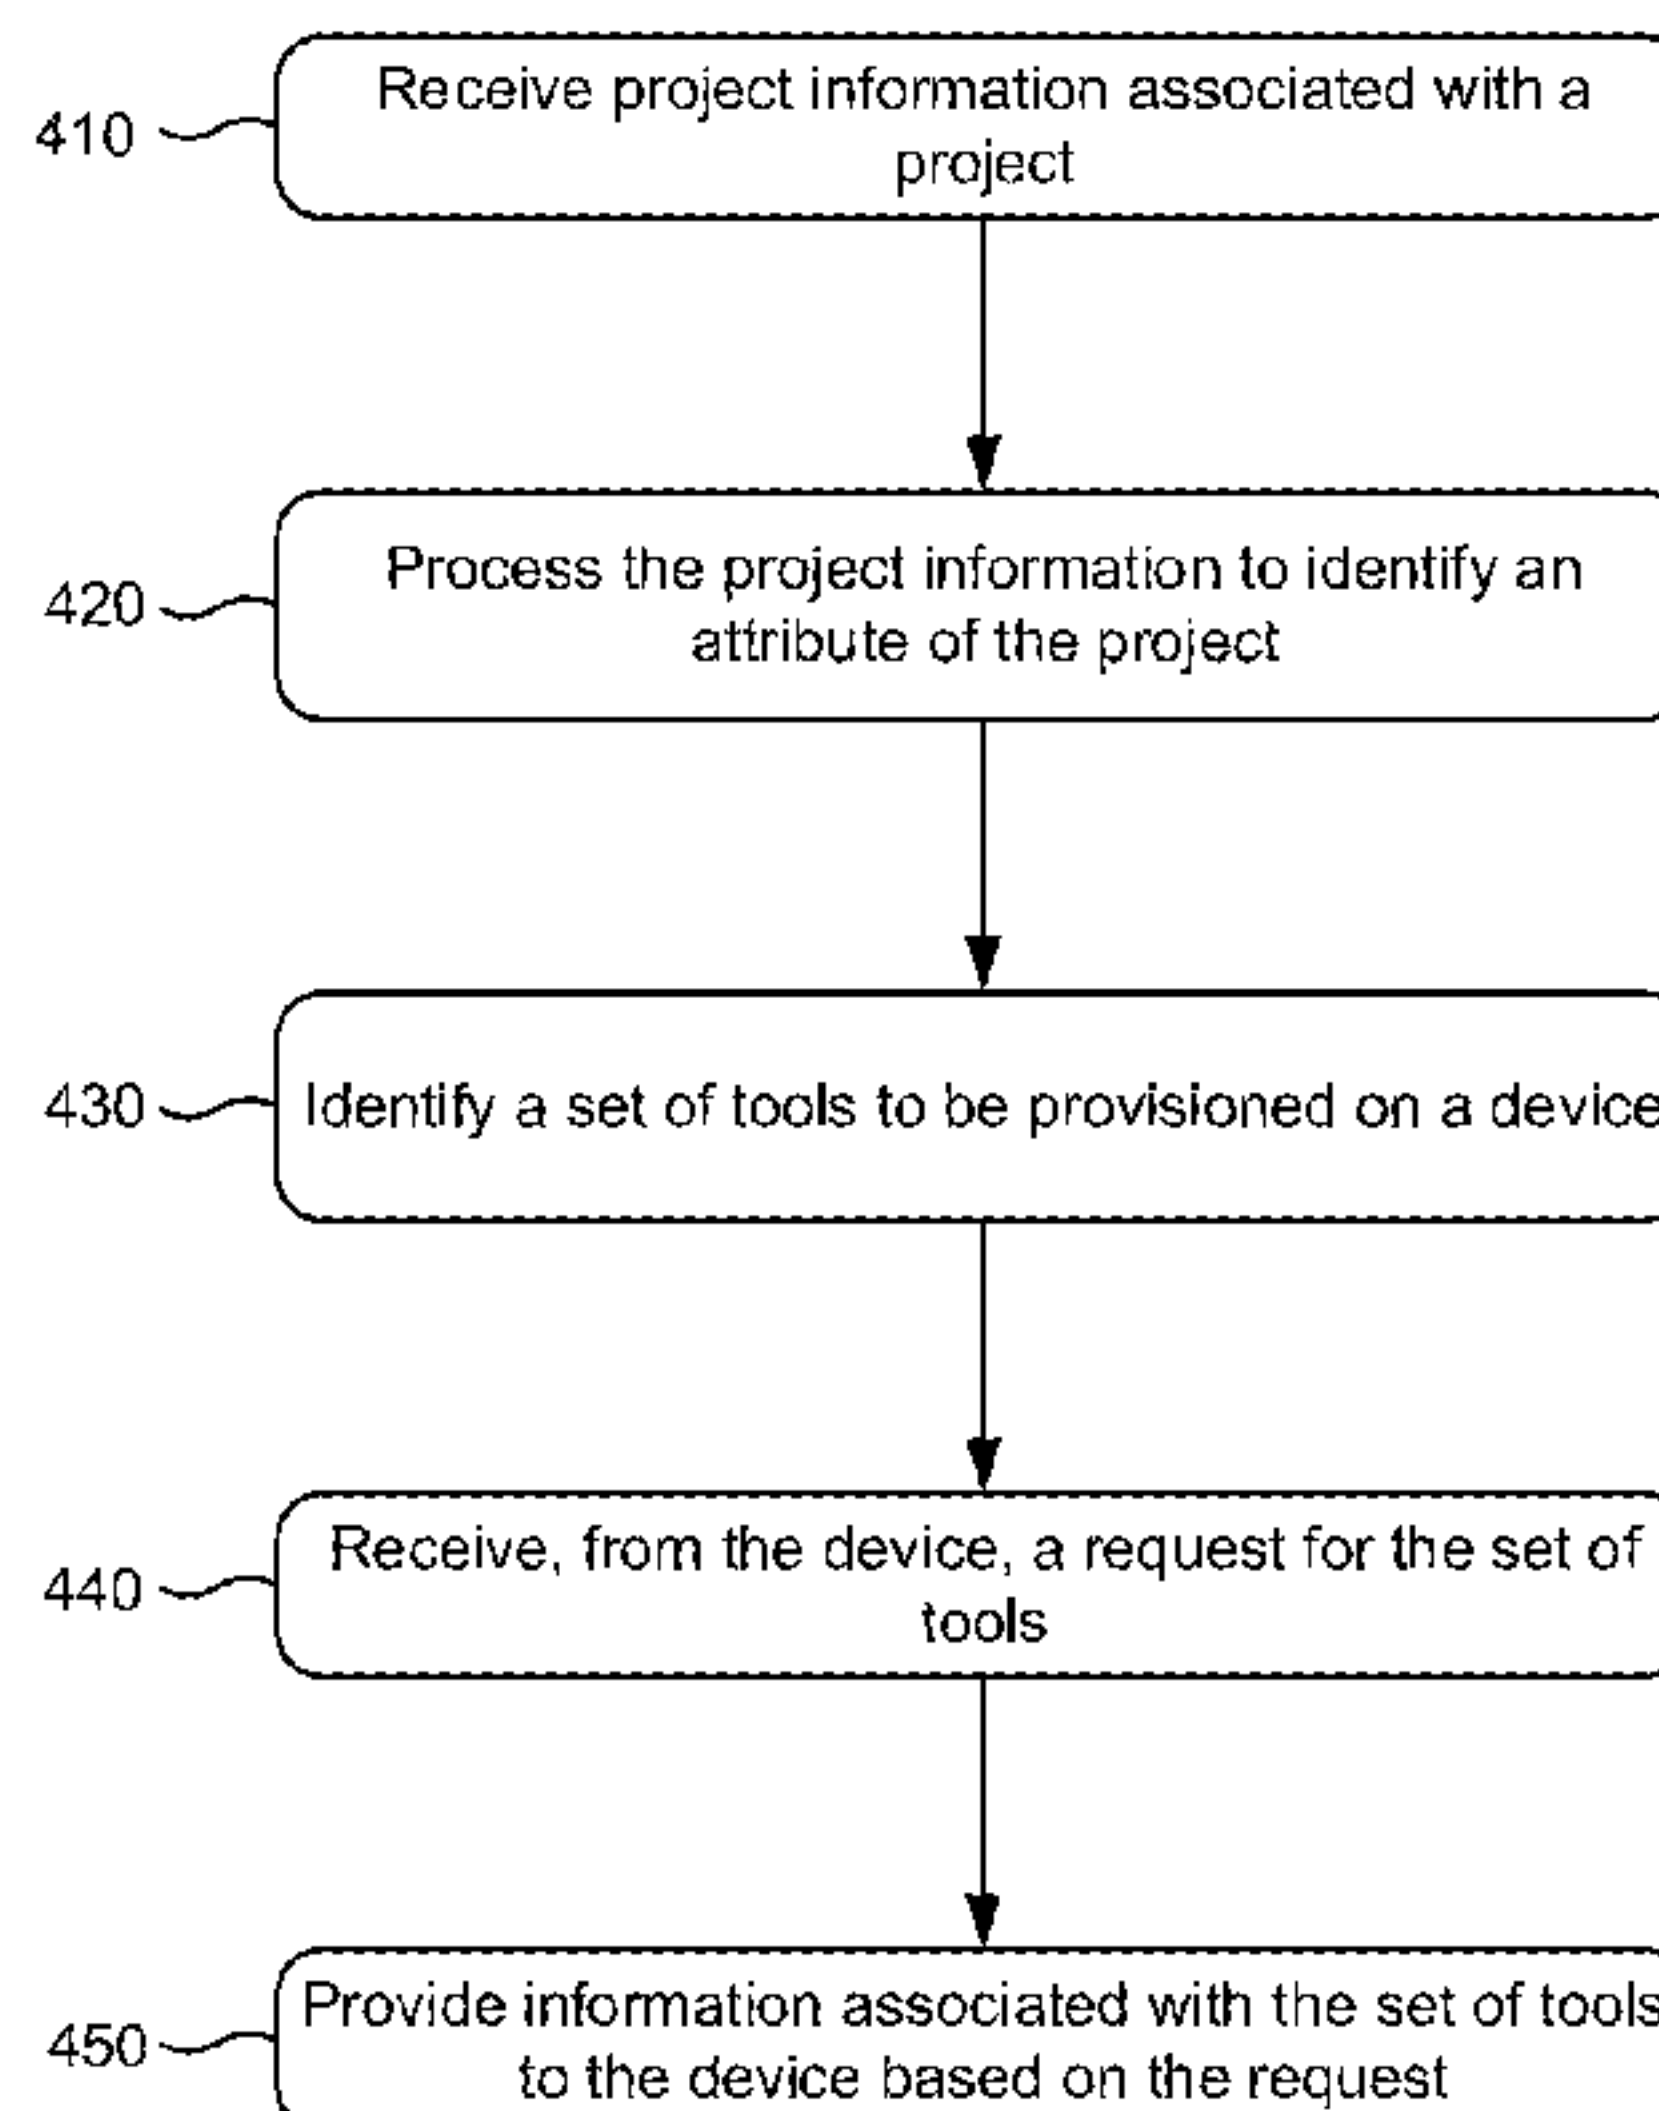 Receive project information associated with a
project
410
Process the project information to identify an
attribute of the project
420
Identify a set of tools to be provisioned on a device
430
Receive, from the device, a request for the set of
tools
440
Provide information associated with the set of tools
to the device based on the request
450